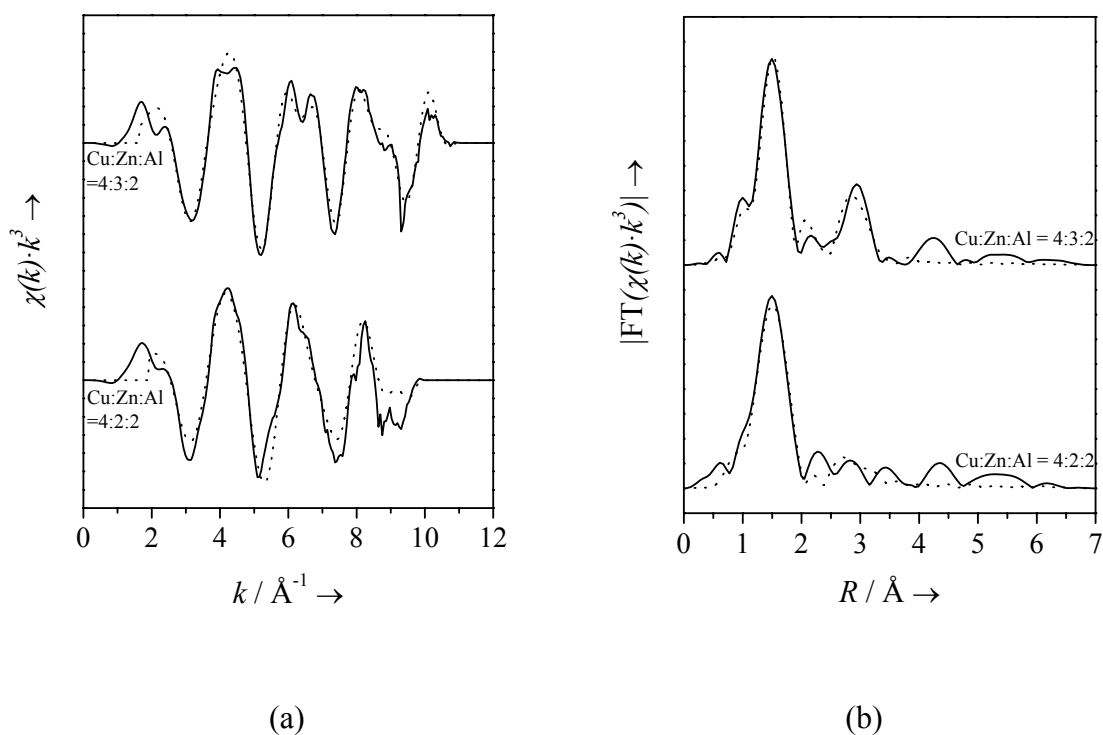 χ(k)·k³ →
Cu:Zn:Al
=4:3:2
Cu:Zn:Al
=4:2:2
0 2 4 6 8 10 12
k / Å⁻¹ →
(a)
|FT(χ(k)·k³)| →
Cu:Zn:Al = 4:3:2
Cu:Zn:Al = 4:2:2
0 1 2 3 4 5 6 7
R / Å →
(b)